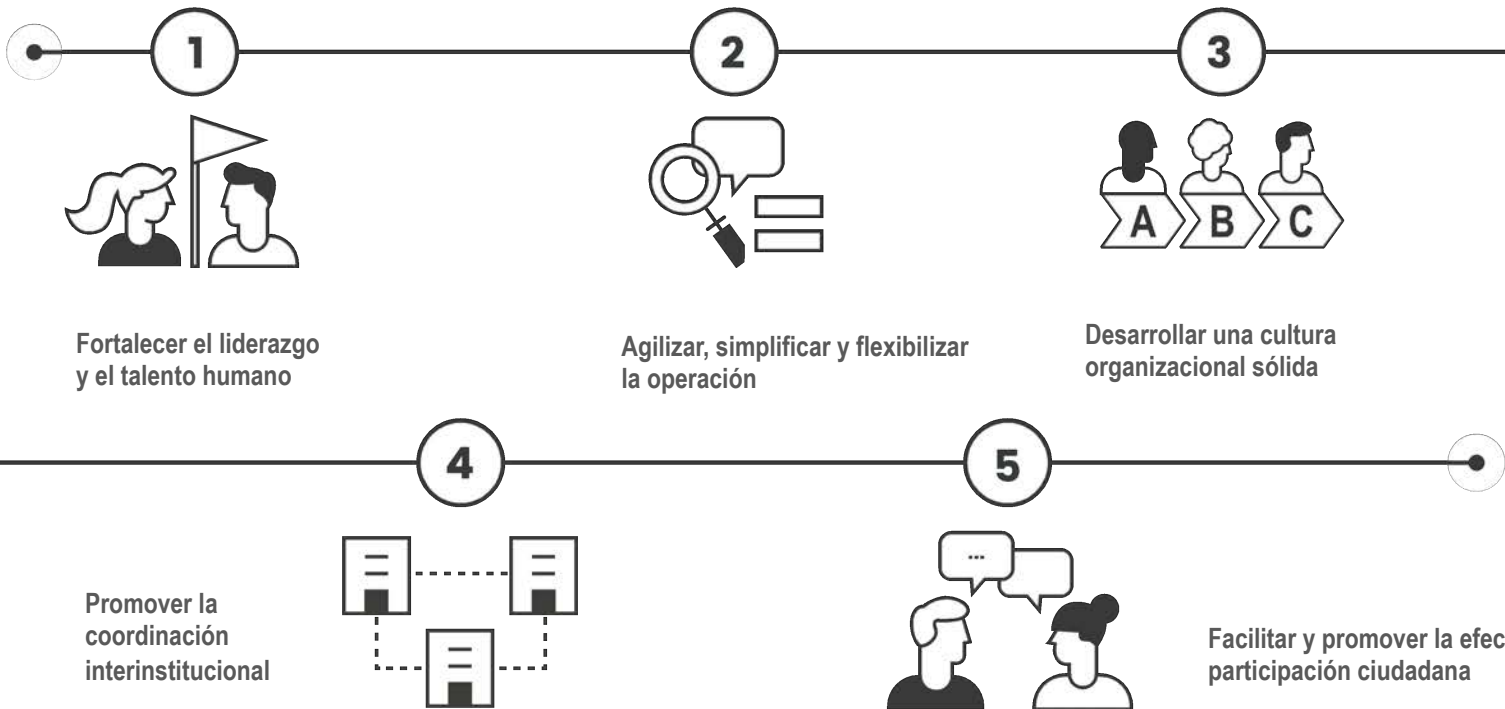 1
2
3
A B C
Fortalecer el liderazgo
y el talento humano
Agilizar, simplificar y flexibilizar
la operación
Desarrollar una cultura
organizacional sólida
4
5
...
Promover la
coordinación
interinstitucional
Facilitar y promover la efec
participación ciudadana